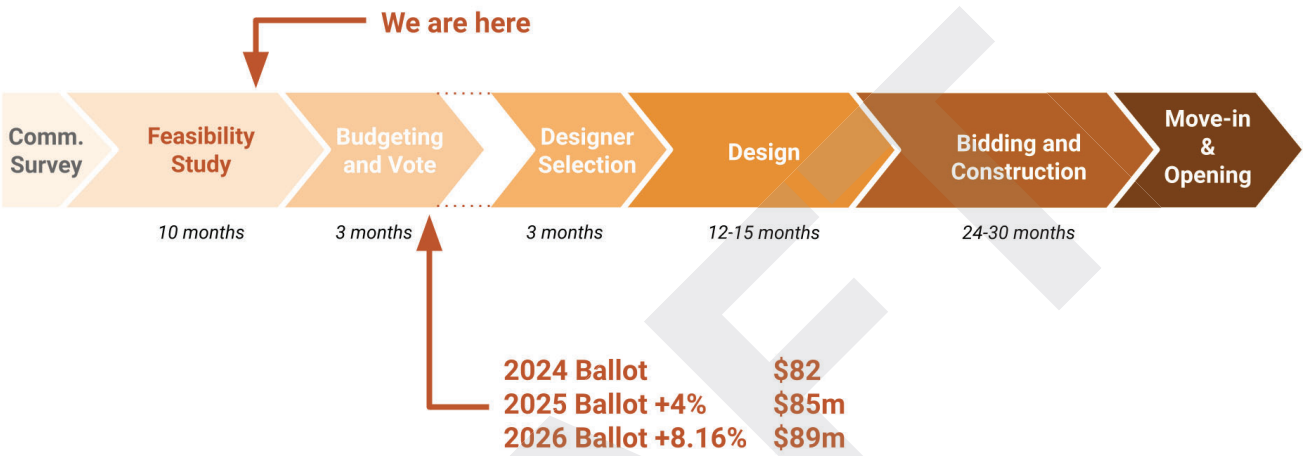 We are here
Comm.
Survey
Feasibility
Study
Budgeting
and Vote
Designer
Selection
Design
Bidding and
Construction
Move-in
&
Opening
10 months
3 months
3 months
12-15 months
24-30 months
2024 Ballot $82
2025 Ballot +4% $85m
2026 Ballot +8.16% $89m